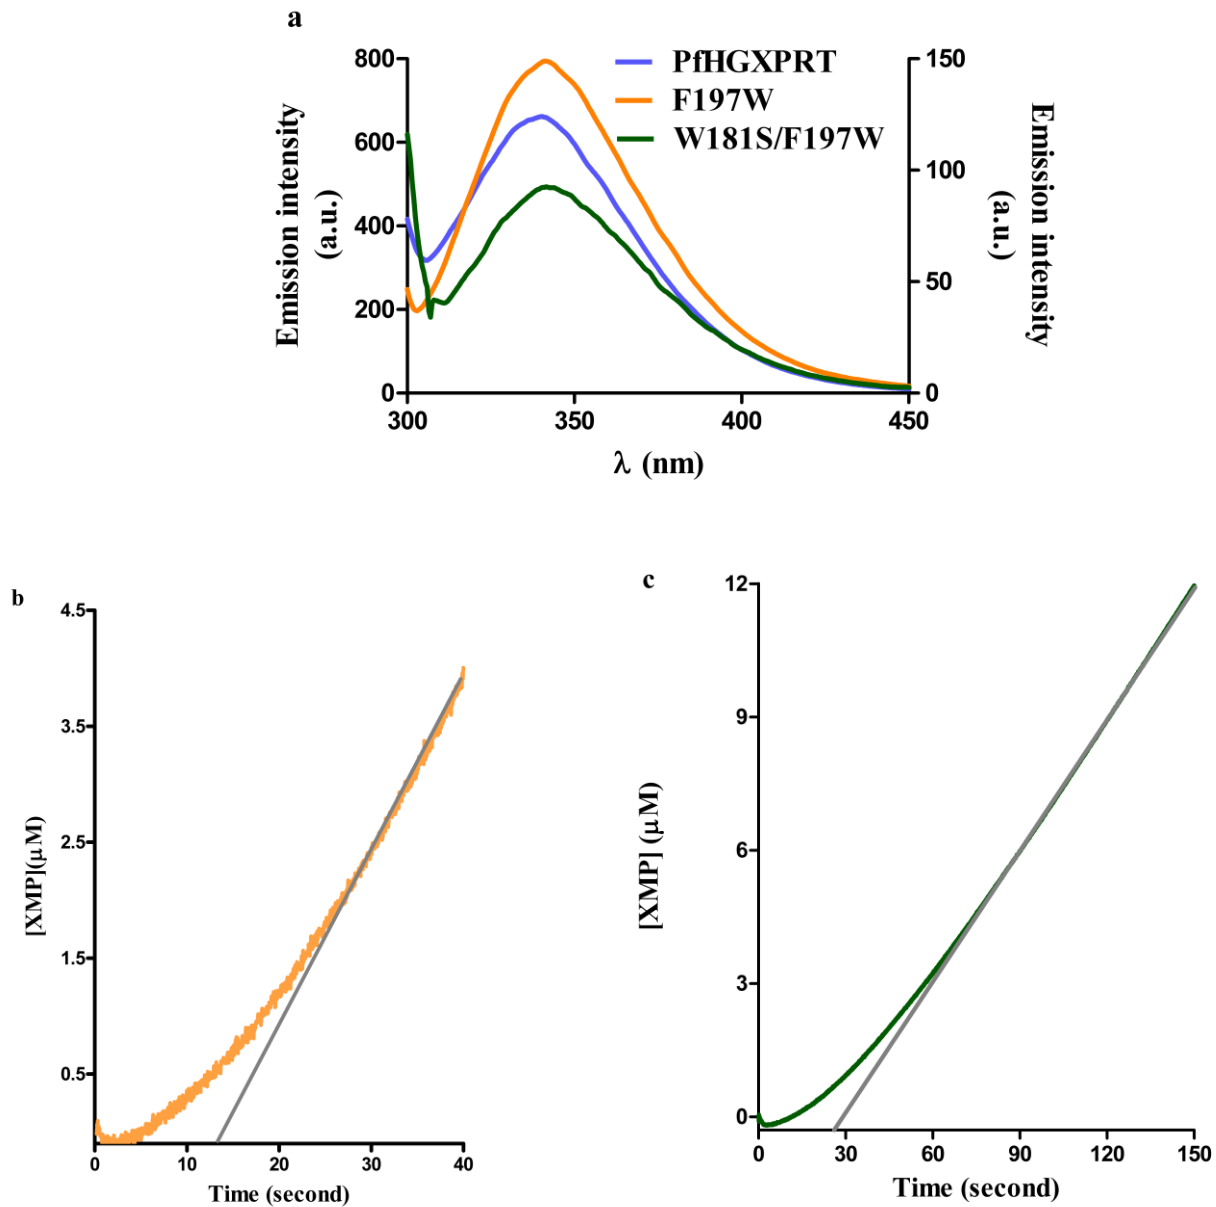 a
800
600
400
200
0
150
100
50
0
300
350
400
450
Emission intensity
(a.u.)
Emission intensity
(a.u.)
λ (nm)
PfHGXPRT
F197W
W181S/F197W
b
4.5
3.5
2.5
1.5
0.5
0
10
20
30
40
[XMP](μM)
Time (second)
c
12
9
6
3
0
0
30
60
90
120
150
[XMP] (μM)
Time (second)